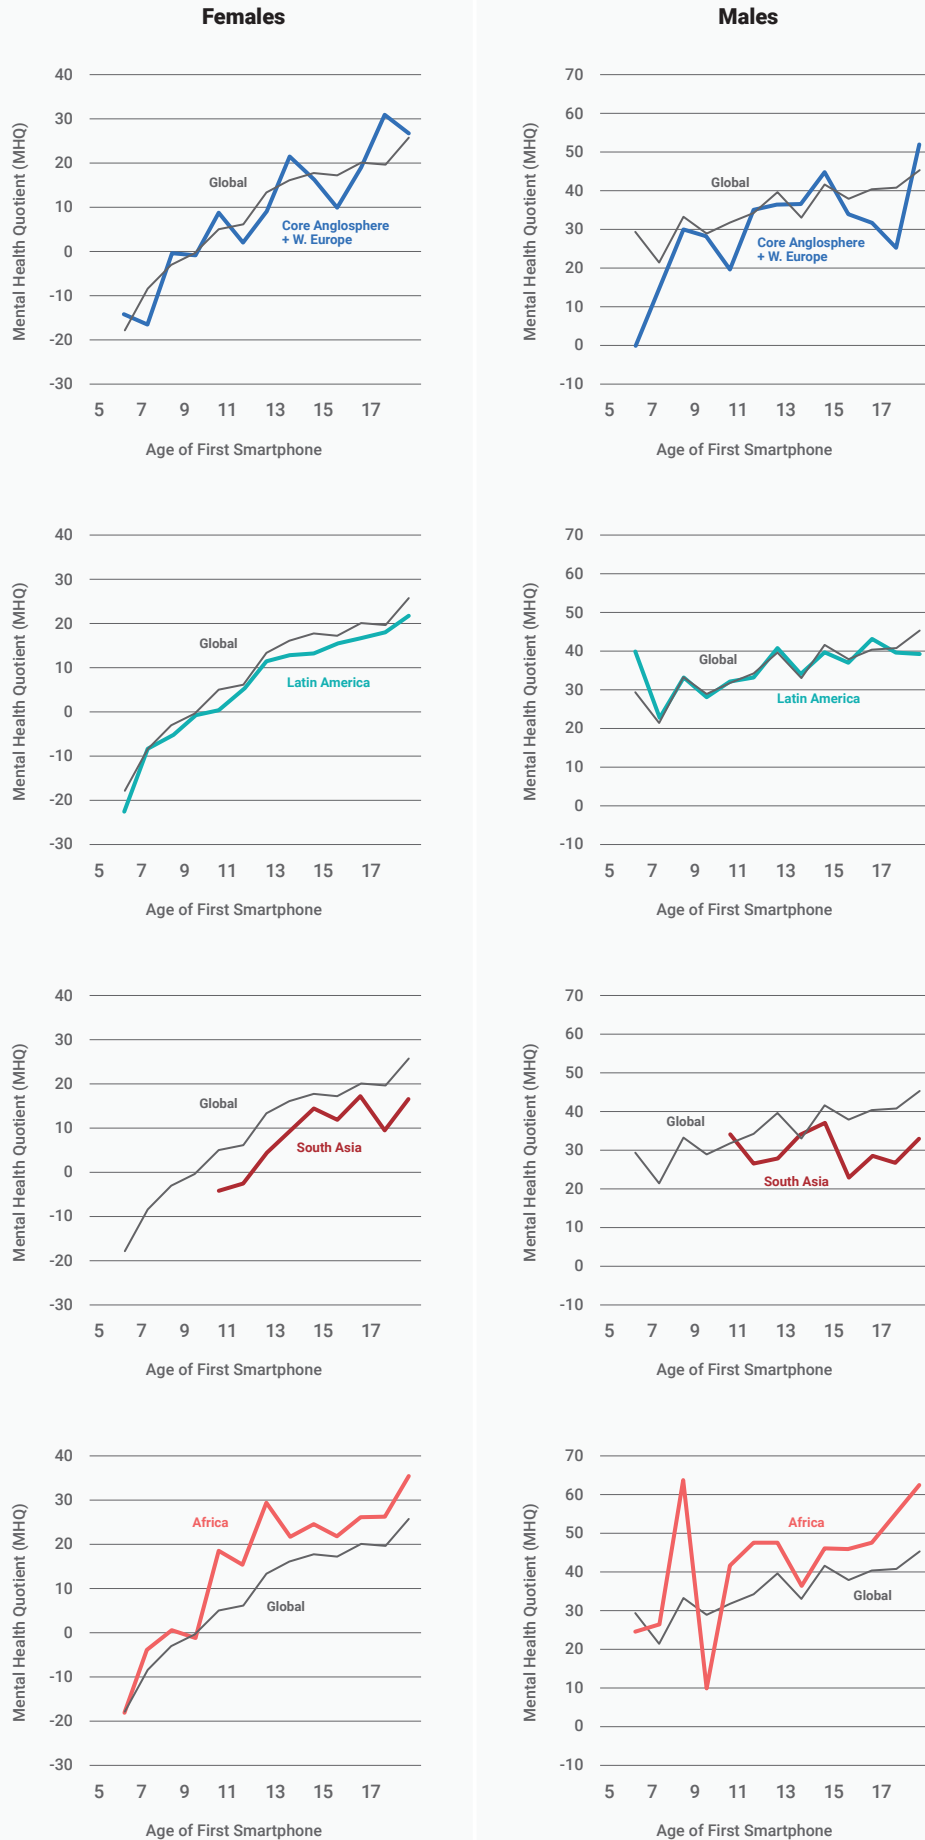 Females
Males
Mental Health Quotient (MHQ)
40
30
20
10
0
-10
-20
-30
Global
Core Anglosphere
+ W. Europe
5 7 9 11 13 15 17
Age of First Smartphone
Mental Health Quotient (MHQ)
70
60
50
40
30
20
10
0
-10
Global
Core Anglosphere
+ W. Europe
5 7 9 11 13 15 17
Age of First Smartphone
Mental Health Quotient (MHQ)
40
30
20
10
0
-10
-20
-30
Global
Latin America
5 7 9 11 13 15 17
Age of First Smartphone
Mental Health Quotient (MHQ)
70
60
50
40
30
20
10
0
-10
Global
Latin America
5 7 9 11 13 15 17
Age of First Smartphone
Mental Health Quotient (MHQ)
40
30
20
10
0
-10
-20
-30
Global
South Asia
5 7 9 11 13 15 17
Age of First Smartphone
Mental Health Quotient (MHQ)
70
60
50
40
30
20
10
0
-10
Global
South Asia
5 7 9 11 13 15 17
Age of First Smartphone
Mental Health Quotient (MHQ)
40
30
20
10
0
-10
-20
-30
Africa
Global
5 7 9 11 13 15 17
Age of First Smartphone
Mental Health Quotient (MHQ)
70
60
50
40
30
20
10
0
-10
Africa
Global
5 7 9 11 13 15 17
Age of First Smartphone